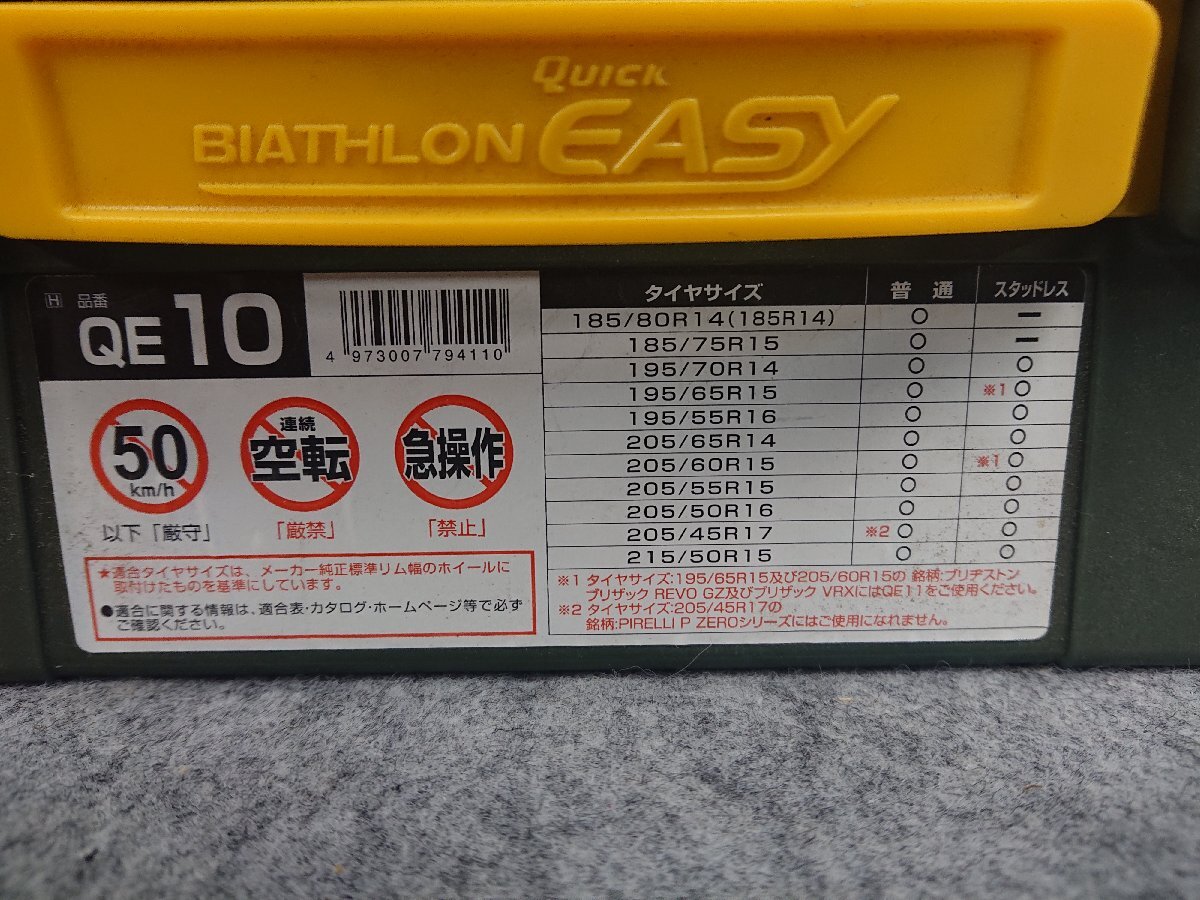 QUICK
BIATHLON EASY
H 品番
QE10
4 973007 794110
50
km/h
以下「厳守」
連続
空転
「厳禁」
急操作
「禁止」
★適合タイヤサイズは、メーカー純正標準リム幅のホイールに
取付けたものを基準にしています。
●適合に関する情報は、適合表・カタログ・ホームページ等で必ず
ご確認ください。
タイヤサイズ 普通 スタッドレス
185/80R14(185R14) ○ ー
185/75R15 ○ ー
195/70R14 ○ ○
195/65R15 ○ ※1○
195/55R16 ○ ○
205/65R14 ○ ○
205/60R15 ○ ※1○
205/55R15 ○ ○
205/50R16 ○ ○
205/45R17 ※2○ ○
215/50R15 ○ ○
※1 タイヤサイズ:195/65R15及び205/60R15の 銘柄:ブリヂストン
ブリザック REVO GZ及びブリザック VRXにはQE11をご使用ください。
※2 タイヤサイズ:205/45R17の
銘柄:PIRELLI P ZEROシリーズにはご使用になれません。